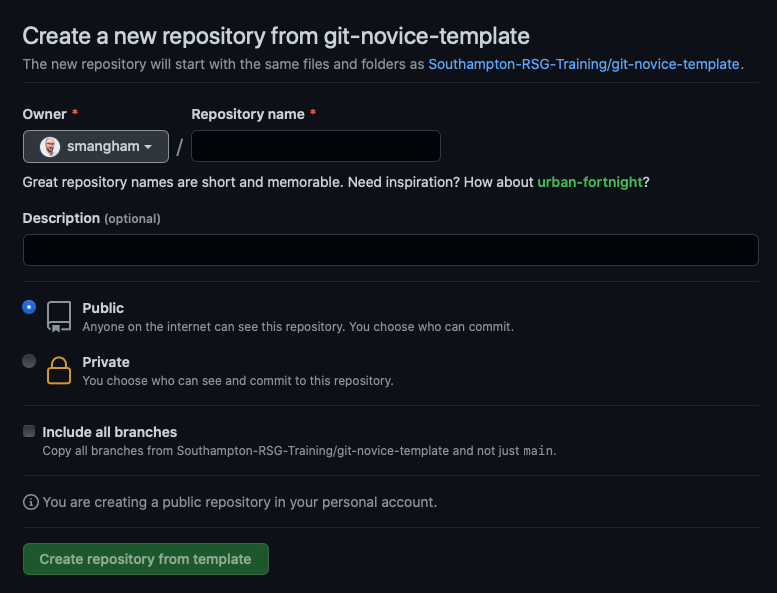 Create a new repository from git-novice-template
The new repository will start with the same files and folders as Southampton-RSG-Training/git-novice-template.
Owner * Repository name *
smangham /
Great repository names are short and memorable. Need inspiration? How about urban-fortnight?
Description (optional)
Public
Anyone on the internet can see this repository. You choose who can commit.
Private
You choose who can see and commit to this repository.
Include all branches
Copy all branches from Southampton-RSG-Training/git-novice-template and not just main.
You are creating a public repository in your personal account.
Create repository from template